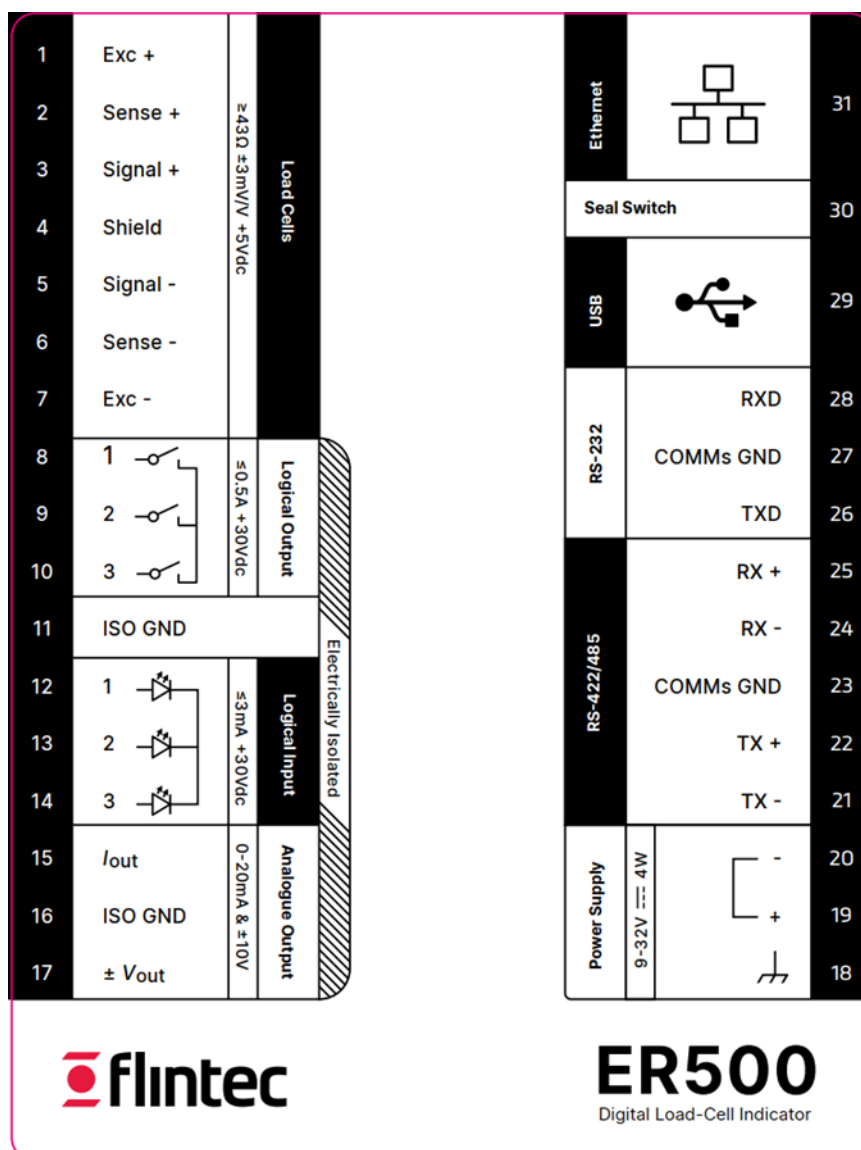 1 Exc +
2 Sense +
3 Signal +
4 Shield
5 Signal -
6 Sense -
7 Exc -
≥43Ω ±3mV/V +5Vdc
Load Cells
8 1
9 2
10 3
≤0.5A +30Vdc
Logical Output
11 ISO GND
12 1
13 2
14 3
≤3mA +30Vdc
Logical Input
15 Iout
16 ISO GND
17 ± Vout
0-20mA & ±10V
Analogue Output
Electrically Isolated
Ethernet
31
Seal Switch 30
USB
29
RS-232
RXD 28
COMMs GND 27
TXD 26
RS-422/485
RX + 25
RX - 24
COMMs GND 23
TX + 22
TX - 21
Power Supply
9-32V ⎓ 4W
- 20
+ 19
18
flintec
ER500
Digital Load-Cell Indicator